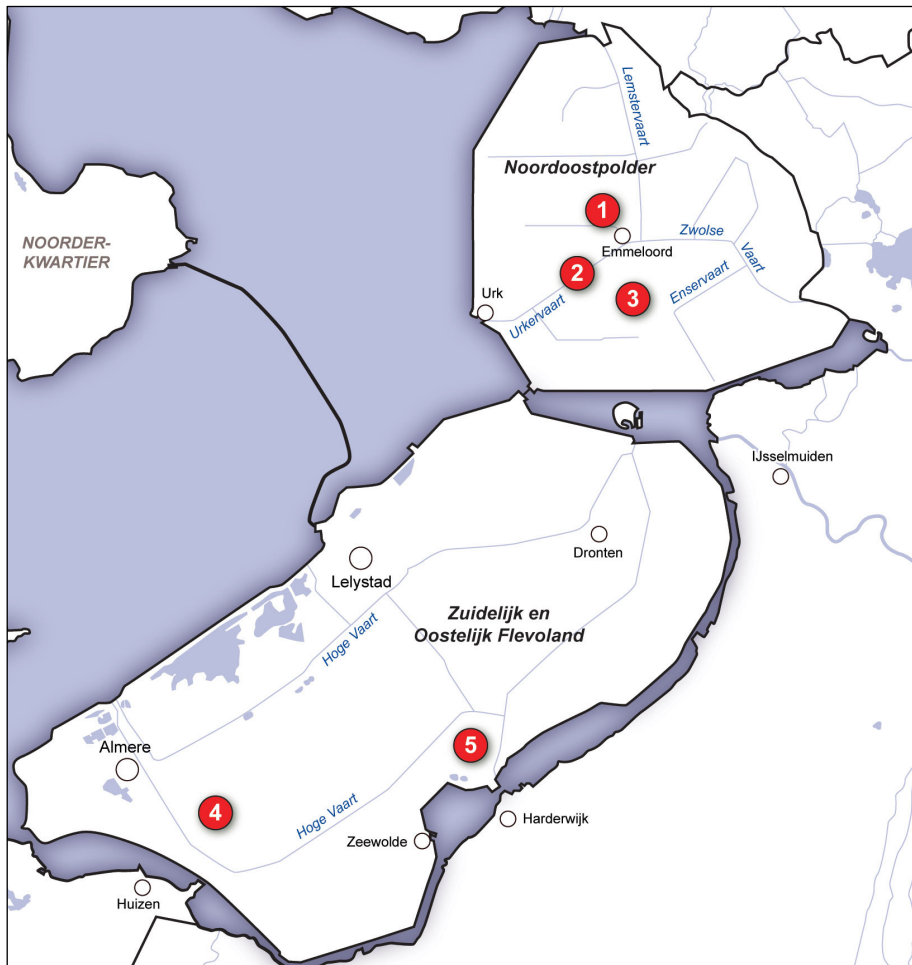 Lemstervaart
Noordoostpolder
1
Zwolse
Vaart
Emmeloord
NOORDER-
KWARTIER
2
3
Enservaart
Urk
Urkervaart
IJsselmuiden
Dronten
Lelystad
Zuidelijk en
Oostelijk Flevoland
Hoge Vaart
Almere
5
4
Hoge Vaart
Harderwijk
Zeewolde
Huizen